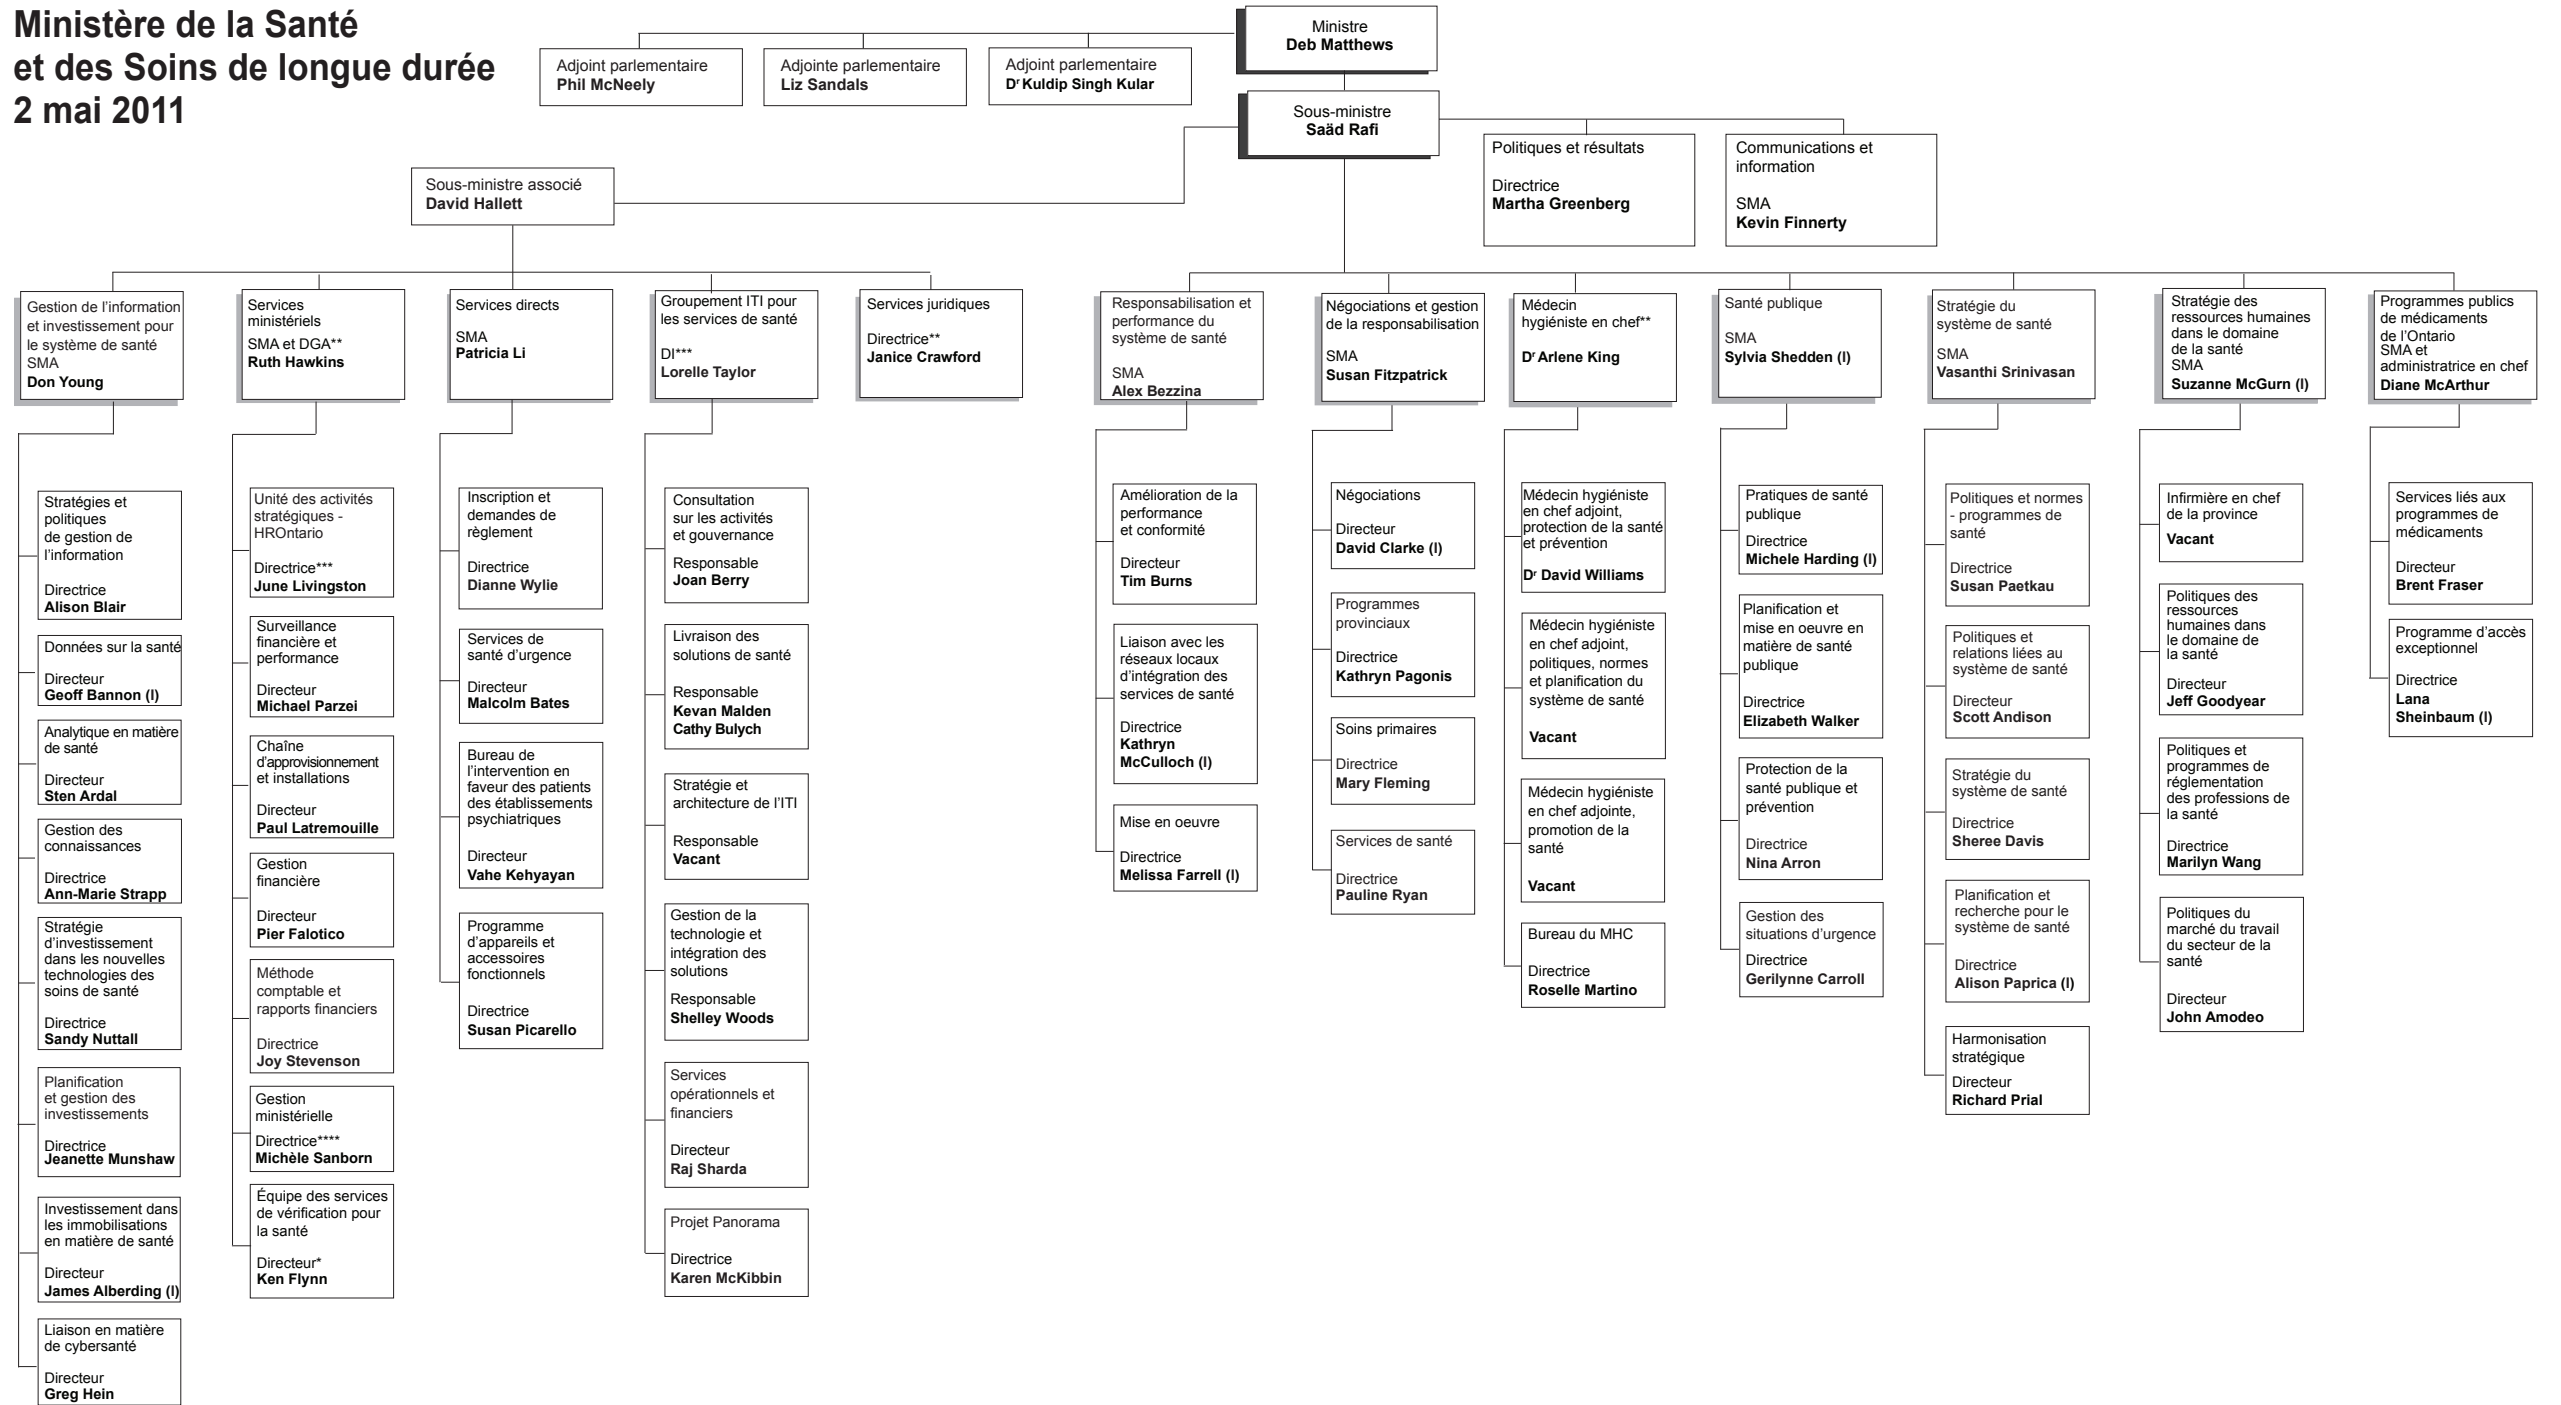 Ministère de la Santé
et des Soins de longue durée
2 mai 2011
Ministre
Deb Matthews
Adjoint parlementaire
Phil McNeely
Adjointe parlementaire
Liz Sandals
Adjoint parlementaire
Dr Kuldip Singh Kular
Sous-ministre
Saäd Rafi
Politiques et résultats
Directrice
Martha Greenberg
Communications et
information
SMA
Kevin Finnerty
Sous-ministre associé
David Hallett
Gestion de l'information
et investissement pour
le système de santé
SMA
Don Young
Services
ministériels
SMA et DGA**
Ruth Hawkins
Services directs
SMA
Patricia Li
Groupement ITI pour
les services de santé
DI***
Lorelle Taylor
Services juridiques
Directrice**
Janice Crawford
Responsabilisation et
performance du
système de santé
SMA
Alex Bezzina
Négociations et gestion
de la responsabilisation
SMA
Susan Fitzpatrick
Médecin
hygiéniste en chef**
Dr Arlene King
Santé publique
SMA
Sylvia Shedden (I)
Stratégie du
système de santé
SMA
Vasanthi Srinivasan
Stratégie des
ressources humaines
dans le domaine
de la santé
SMA
Suzanne McGurn (I)
Programmes publics
de médicaments
de l'Ontario
SMA et
administratrice en chef
Diane McArthur
Stratégies et
politiques
de gestion de
l'information
Directrice
Alison Blair
Données sur la santé
Directeur
Geoff Bannon (I)
Analytique en matière
de santé
Directeur
Sten Ardal
Gestion des
connaissances
Directrice
Ann-Marie Strapp
Stratégie
d'investissement
dans les nouvelles
technologies des
soins de santé
Directrice
Sandy Nuttall
Planification
et gestion des
investissements
Directrice
Jeanette Munshaw
Investissement dans
les immobilisations
en matière de santé
Directeur
James Alberding (I)
Liaison en matière
de cybersanté
Directeur
Greg Hein
Unité des activités
stratégiques -
HROntario
Directrice***
June Livingston
Surveillance
financière et
performance
Directeur
Michael Parzei
Chaîne
d'approvisionnement
et installations
Directeur
Paul Latremouille
Gestion
financière
Directeur
Pier Falotico
Méthode
comptable et
rapports financiers
Directrice
Joy Stevenson
Gestion
ministérielle
Directrice****
Michèle Sanborn
Équipe des services
de vérification pour
la santé
Directeur*
Ken Flynn
Inscription et
demandes de
règlement
Directrice
Dianne Wylie
Services de
santé d'urgence
Directeur
Malcolm Bates
Bureau de
l'intervention en
faveur des patients
des établissements
psychiatriques
Directeur
Vahe Kehyayan
Programme
d'appareils et
accessoires
fonctionnels
Directrice
Susan Picarello
Consultation
sur les activités
et gouvernance
Responsable
Joan Berry
Livraison des
solutions de santé
Responsable
Kevan Malden
Cathy Bulych
Stratégie et
architecture de l'ITI
Responsable
Vacant
Gestion de la
technologie et
intégration des
solutions
Responsable
Shelley Woods
Services
opérationnels et
financiers
Directeur
Raj Sharda
Projet Panorama
Directrice
Karen McKibbin
Amélioration de la
performance
et conformité
Directeur
Tim Burns
Liaison avec les
réseaux locaux
d'intégration des
services de santé
Directrice
Kathryn
McCulloch (I)
Mise en oeuvre
Directrice
Melissa Farrell (I)
Négociations
Directeur
David Clarke (I)
Programmes
provinciaux
Directrice
Kathryn Pagonis
Soins primaires
Directrice
Mary Fleming
Services de santé
Directrice
Pauline Ryan
Médecin hygiéniste
en chef adjoint,
protection de la santé
et prévention
Dr David Williams
Médecin hygiéniste
en chef adjoint,
politiques, normes
et planification du
système de santé
Vacant
Médecin hygiéniste
en chef adjointe,
promotion de la
santé
Vacant
Bureau du MHC
Directrice
Roselle Martino
Pratiques de santé
publique
Directrice
Michele Harding (I)
Planification et
mise en oeuvre en
matière de santé
publique
Directrice
Elizabeth Walker
Protection de la
santé publique et
prévention
Directrice
Nina Arron
Gestion des
situations d'urgence
Directrice
Gerilynne Carroll
Politiques et normes
- programmes de
santé
Directrice
Susan Paetkau
Politiques et
relations liées au
système de santé
Directeur
Scott Andison
Stratégie du
système de santé
Directrice
Sheree Davis
Planification et
recherche pour le
système de santé
Directrice
Alison Paprica (I)
Harmonisation
stratégique
Directeur
Richard Prial
Infirmière en chef
de la province
Vacant
Politiques des
ressources
humaines dans
le domaine de
la santé
Directeur
Jeff Goodyear
Politiques et
programmes de
réglementation
des professions de
la santé
Directrice
Marilyn Wang
Politiques du
marché du travail
du secteur de la
santé
Directeur
John Amodeo
Services liés aux
programmes de
médicaments
Directeur
Brent Fraser
Programme d'accès
exceptionnel
Directrice
Lana
Sheinbaum (I)